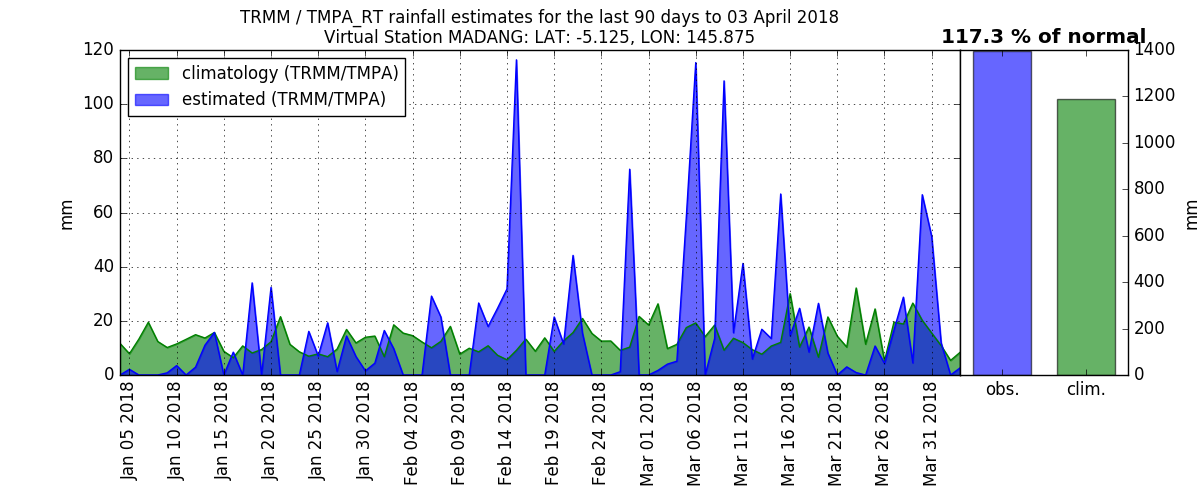 TRMM / TMPA_RT rainfall estimates for the last 90 days to 03 April 2018
Virtual Station MADANG: LAT: -5.125, LON: 145.875
117.3 % of normal
climatology (TRMM/TMPA)
estimated (TRMM/TMPA)
mm
120
100
80
60
40
20
0
Jan 05 2018
Jan 10 2018
Jan 15 2018
Jan 20 2018
Jan 25 2018
Jan 30 2018
Feb 04 2018
Feb 09 2018
Feb 14 2018
Feb 19 2018
Feb 24 2018
Mar 01 2018
Mar 06 2018
Mar 11 2018
Mar 16 2018
Mar 21 2018
Mar 26 2018
Mar 31 2018
1400
1200
1000
800
600
400
200
0
mm
obs.
clim.